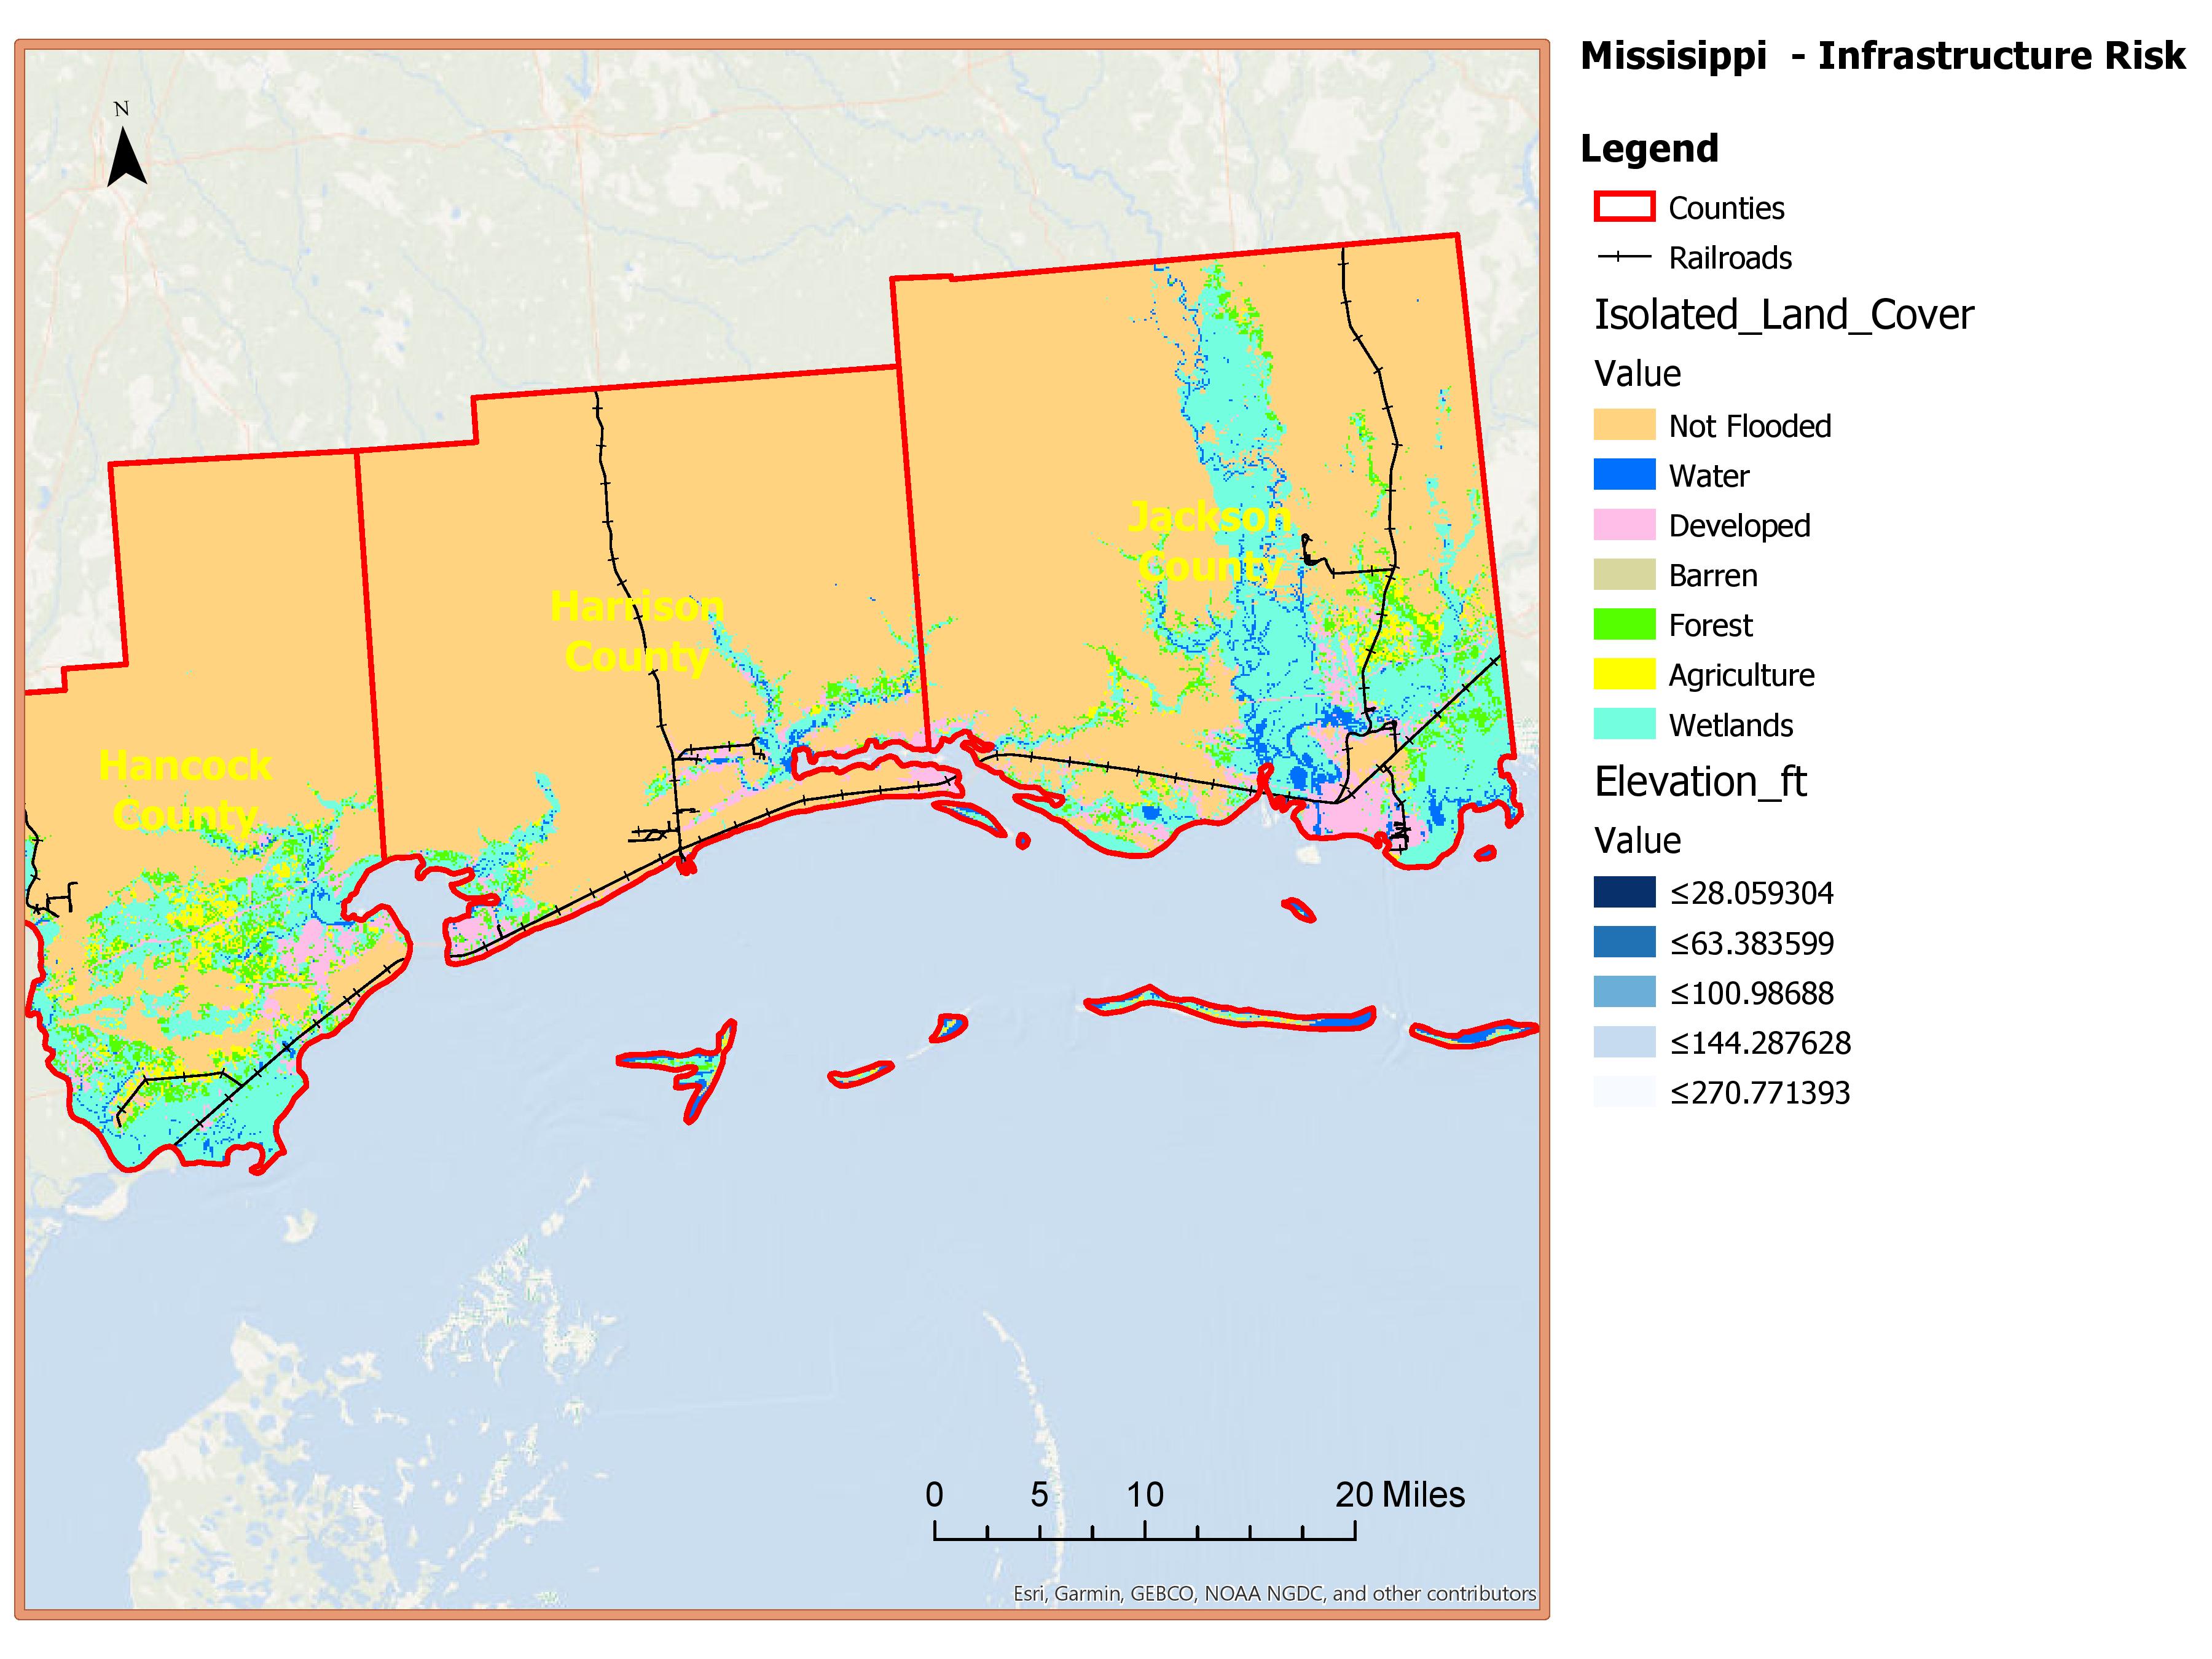 Missisippi  - Infrastructure Risk
Legend
Counties
Railroads
Isolated_Land_Cover
Value
Not Flooded
Water
Developed
Barren
Forest
Agriculture
Wetlands
Elevation_ft
Value
≤28.059304
≤63.383599
≤100.98688
≤144.287628
≤270.771393
N
Jackson
County
Harrison
County
Hancock
County
0 5 10 20 Miles
Esri, Garmin, GEBCO, NOAA NGDC, and other contributors